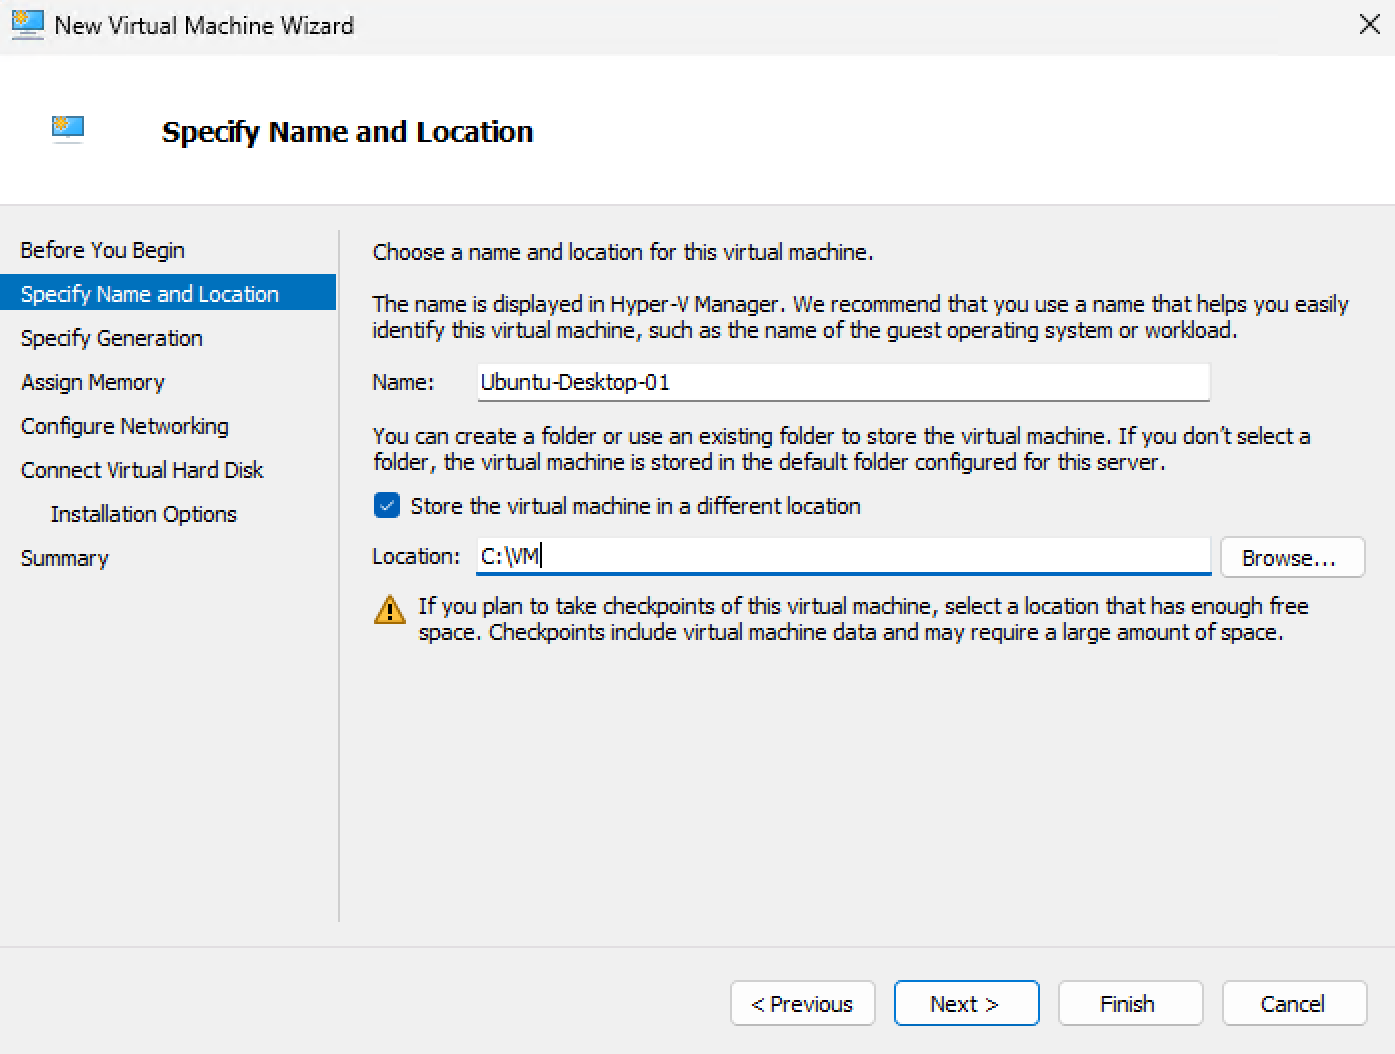 New Virtual Machine Wizard
Specify Name and Location
Before You Begin
Specify Name and Location
Specify Generation
Assign Memory
Configure Networking
Connect Virtual Hard Disk
Installation Options
Summary
Choose a name and location for this virtual machine.
The name is displayed in Hyper-V Manager. We recommend that you use a name that helps you easily
identify this virtual machine, such as the name of the guest operating system or workload.
Name: Ubuntu-Desktop-01
You can create a folder or use an existing folder to store the virtual machine. If you don't select a
folder, the virtual machine is stored in the default folder configured for this server.
Store the virtual machine in a different location
Location: C:\VM Browse...
If you plan to take checkpoints of this virtual machine, select a location that has enough free
space. Checkpoints include virtual machine data and may require a large amount of space.
< Previous Next > Finish Cancel